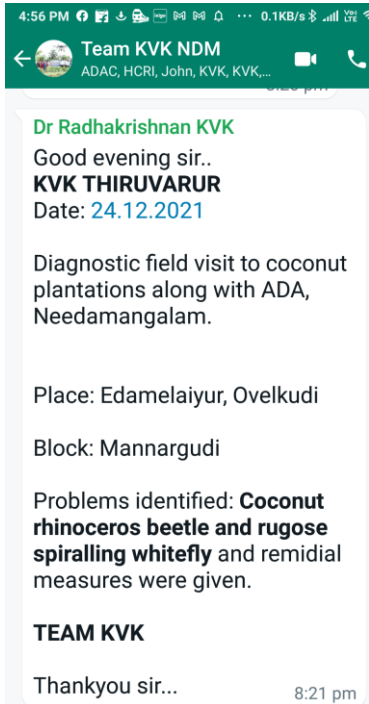 4:56 PM 0.1KB/s
Team KVK NDM
ADAC, HCRI, John, KVK, KVK,...
Dr Radhakrishnan KVK
Good evening sir..
KVK THIRUVARUR
Date: 24.12.2021
Diagnostic field visit to coconut
plantations along with ADA,
Needamangalam.
Place: Edamelaiyur, Ovelkudi
Block: Mannargudi
Problems identified: Coconut
rhinoceros beetle and rugose
spiralling whitefly and remidial
measures were given.
TEAM KVK
Thankyou sir...
8:21 pm